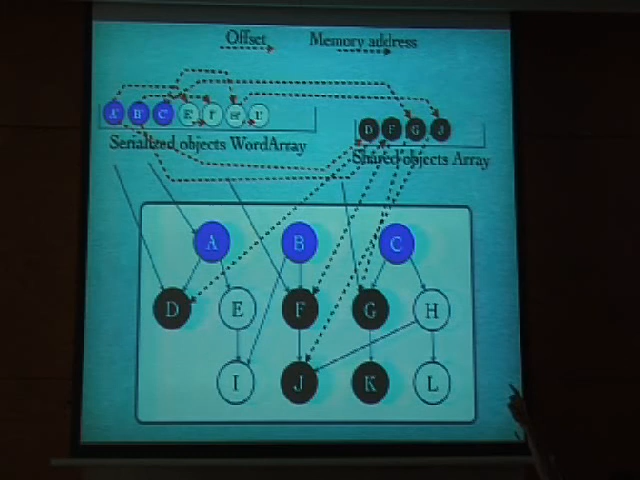 Offset Memory address
A' B' C' E' I' H' L'
D F G J
Serialized objects WordArray
Shared objects Array
A B C
D E F G H
I J K L